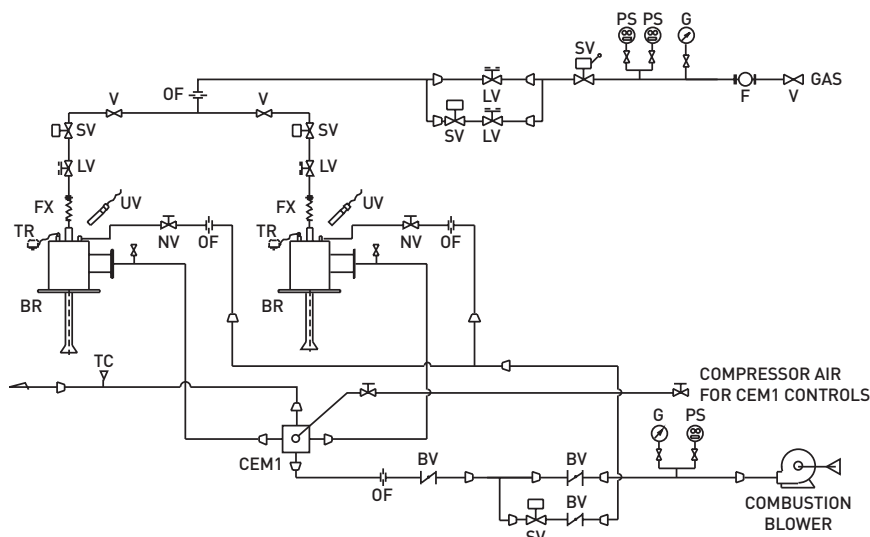 PS PS G
SV
GAS
OF
LV
F V
V V
SV LV
SV SV
LV LV
FX UV FX UV
TR TR
NV OF NV OF
BR BR
TC
COMPRESSOR AIR
FOR CEM1 CONTROLS
G PS
CEM1
BV BV
OF
BV
COMBUSTION
BLOWER
SV